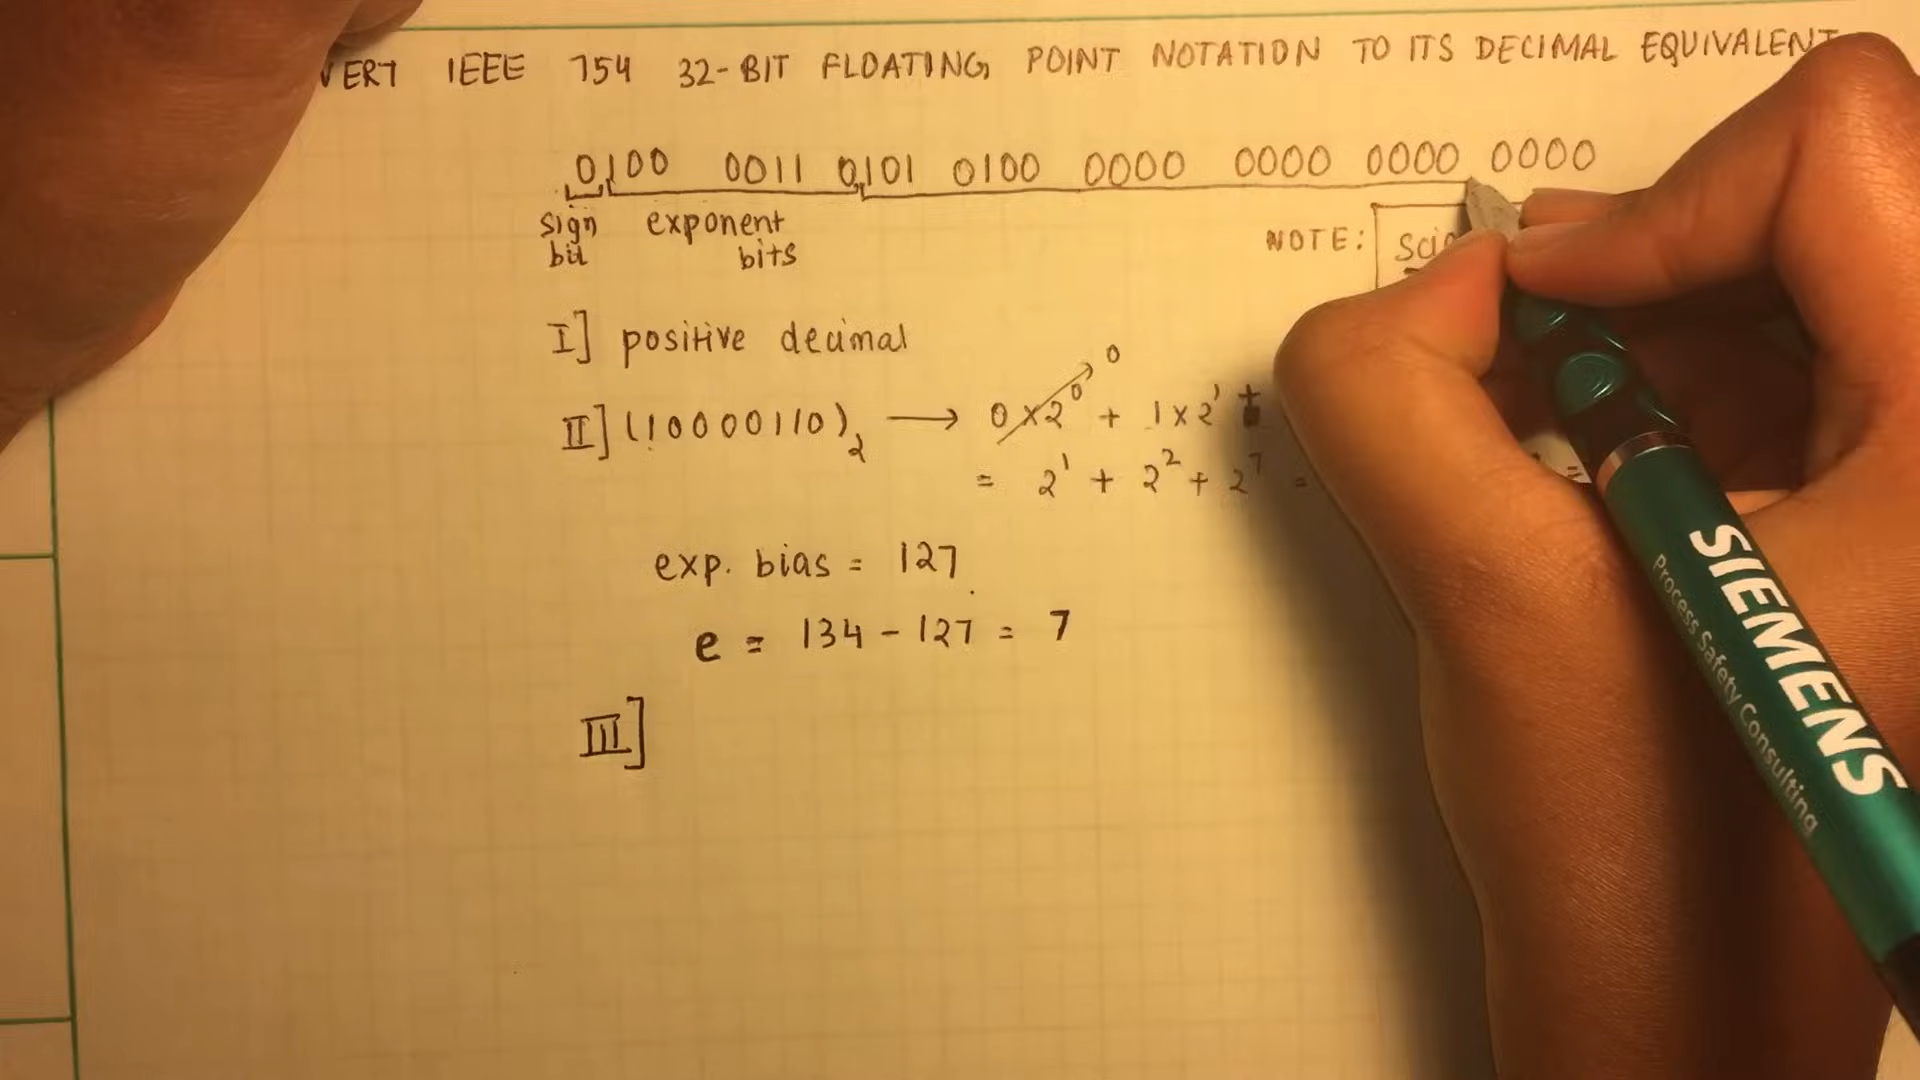 VERT IEEE 754 32-BIT FLOATING POINT NOTATION TO ITS DECIMAL EQUIVALENT
0100 0011 0101 0100 0000 0000 0000 0000
sign bit
exponent bits
NOTE:
I] positive decimal
II] (10000110)₂ ⟶ 0×2⁰ 0 + 1×2¹ +
= 2¹ + 2² + 2⁷ =
exp. bias = 127
e = 134 - 127 = 7
III]
SIEMENS
Process Safety Consulting